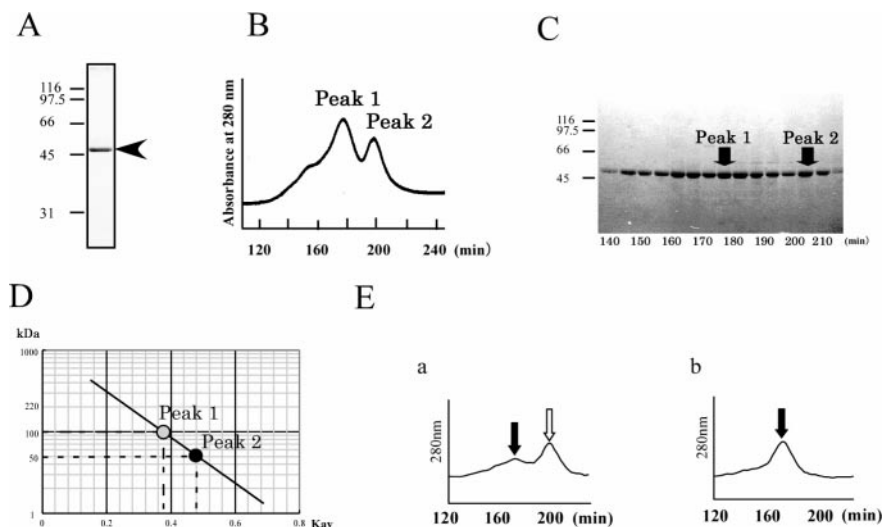 A
116
97.5
66
45
31
B
Absorbance at 280 nm
Peak 1
Peak 2
120 160 200 240 (min)
C
116
97.5
66
45
Peak 1 Peak 2
140 150 160 170 180 190 200 210 (min)
D
kDa
1000
220
100
50
1
Peak 1
Peak 2
0 0.2 0.4 0.6 0.8
Kav
E
a
280nm
120 160 200 (min)
b
280nm
120 160 200 (min)